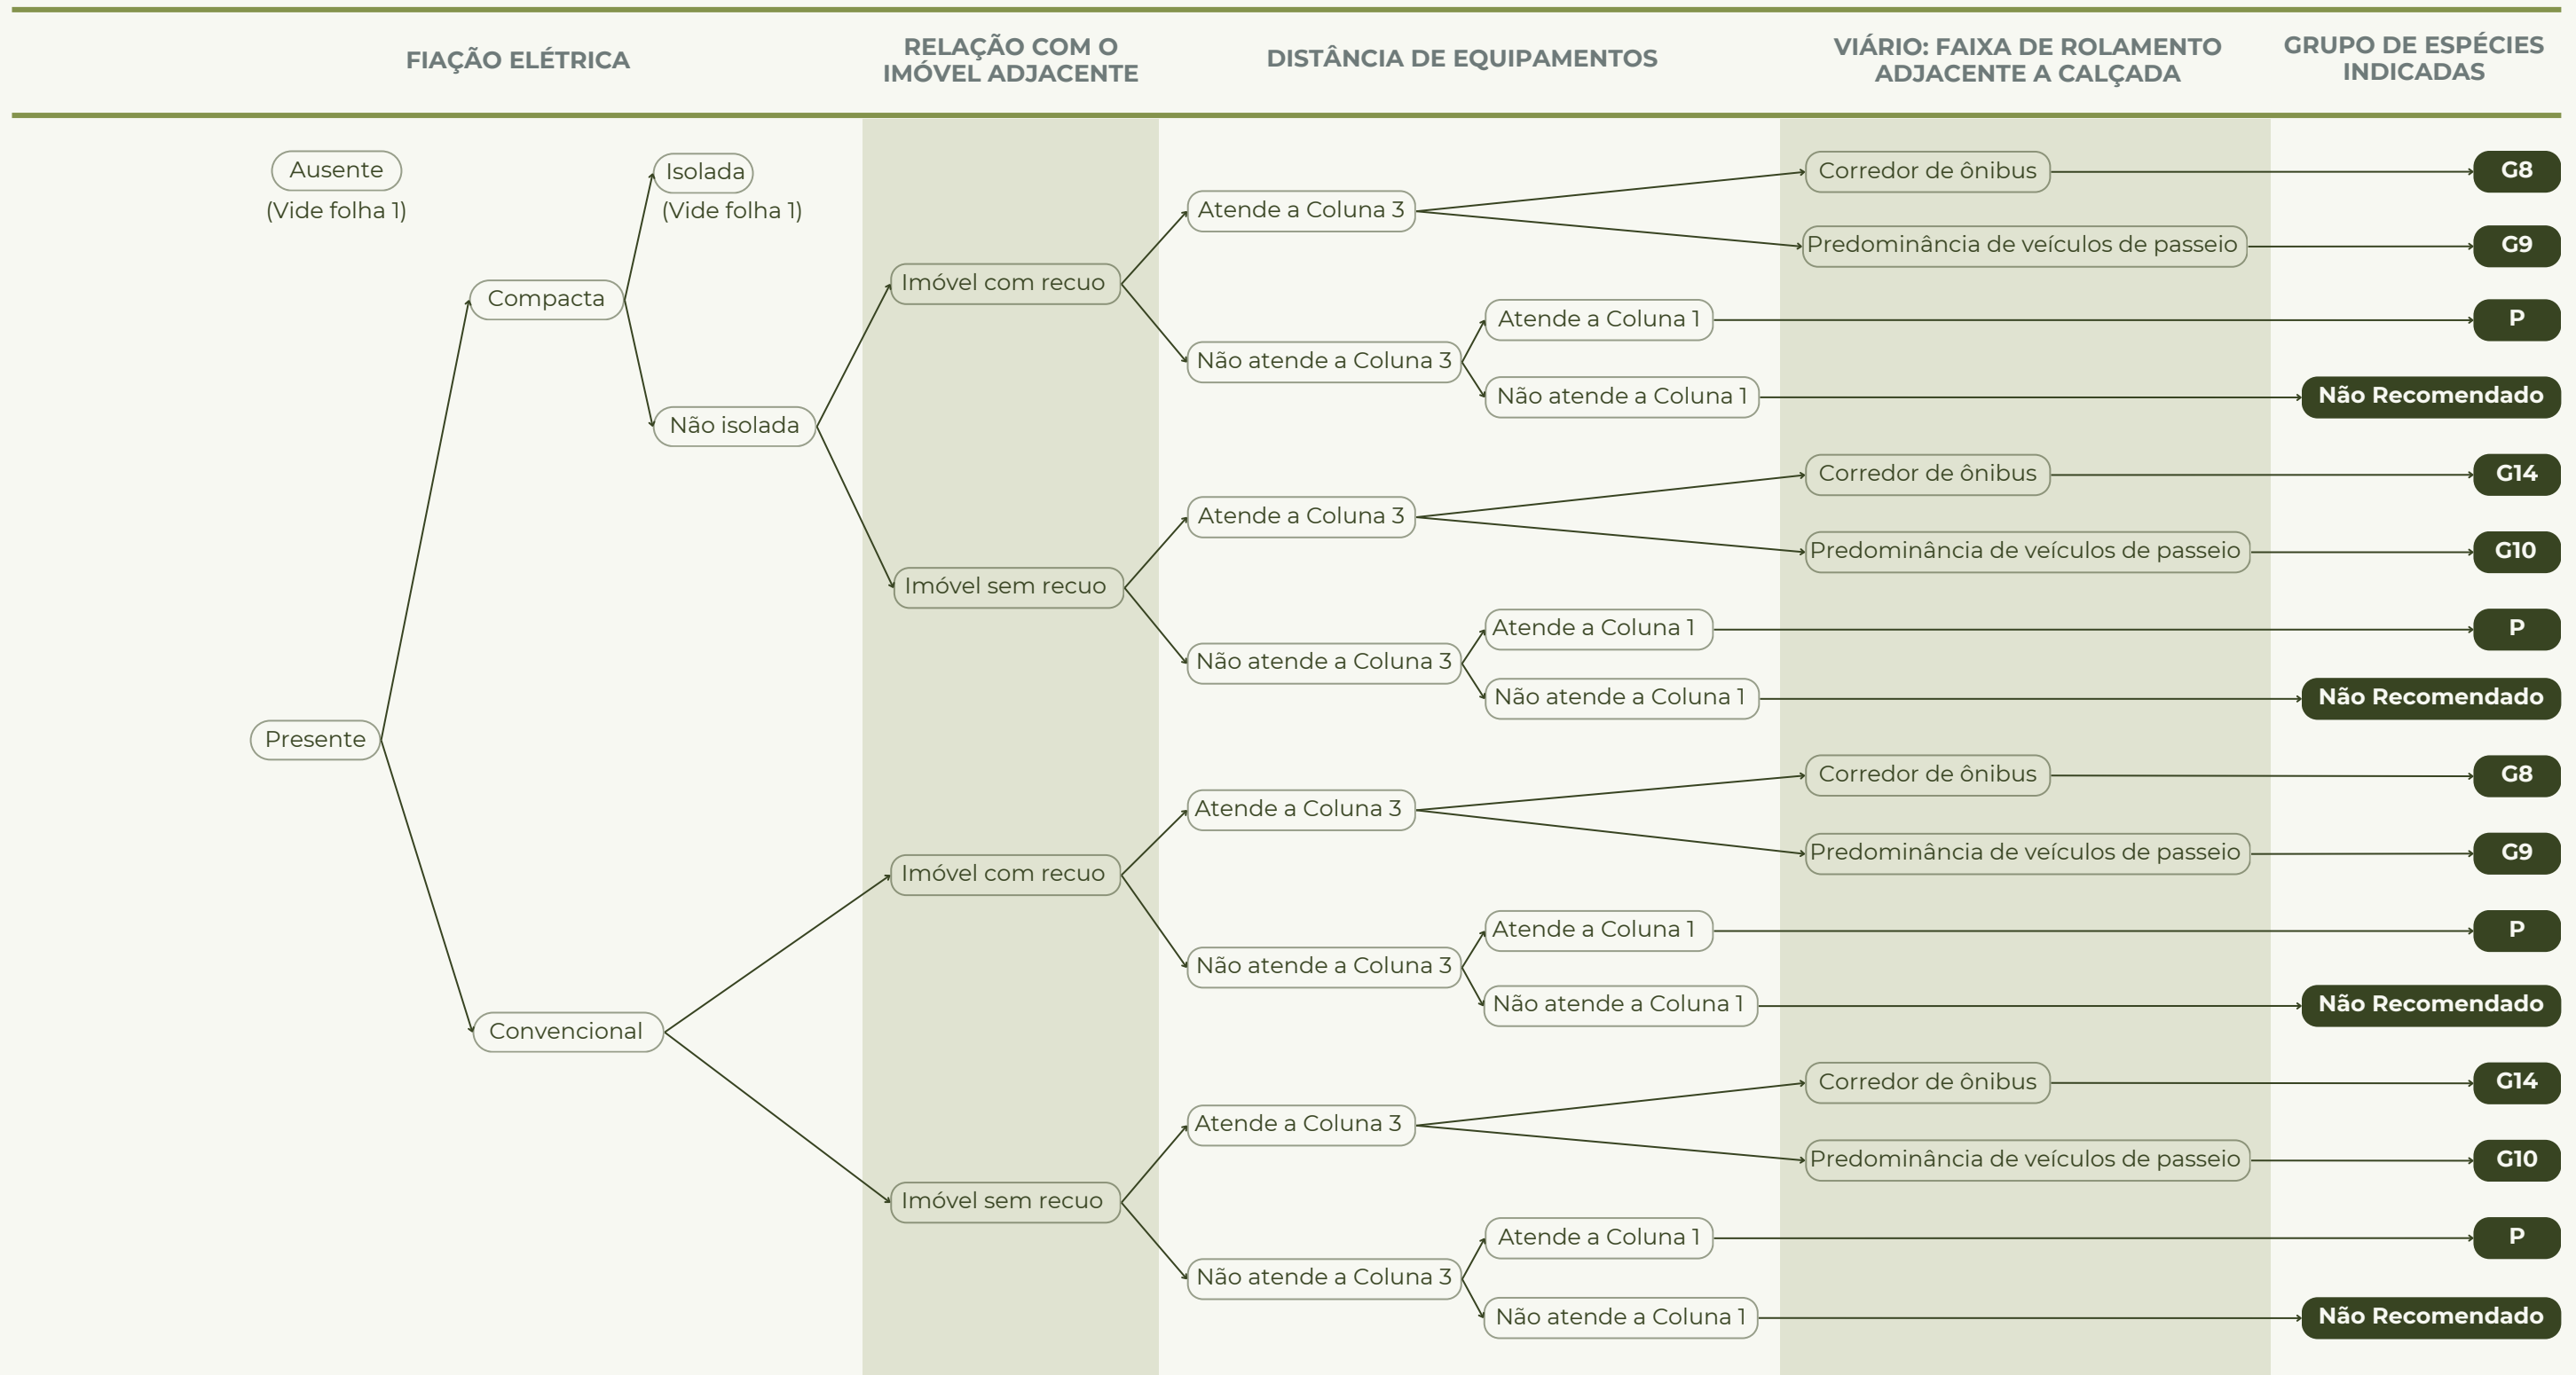 FIAÇÃO ELÉTRICA
RELAÇÃO COM O
IMÓVEL ADJACENTE
DISTÂNCIA DE EQUIPAMENTOS
VIÁRIO: FAIXA DE ROLAMENTO
ADJACENTE A CALÇADA
GRUPO DE ESPÉCIES
INDICADAS
Ausente
(Vide folha 1)
Isolada
(Vide folha 1)
Compacta
Não isolada
Presente
Convencional
Imóvel com recuo
Atende a Coluna 3
Corredor de ônibus
G8
Predominância de veículos de passeio
G9
Não atende a Coluna 3
Atende a Coluna 1
P
Não atende a Coluna 1
Não Recomendado
Imóvel sem recuo
Atende a Coluna 3
Corredor de ônibus
G14
Predominância de veículos de passeio
G10
Não atende a Coluna 3
Atende a Coluna 1
P
Não atende a Coluna 1
Não Recomendado
Imóvel com recuo
Atende a Coluna 3
Corredor de ônibus
G8
Predominância de veículos de passeio
G9
Não atende a Coluna 3
Atende a Coluna 1
P
Não atende a Coluna 1
Não Recomendado
Imóvel sem recuo
Atende a Coluna 3
Corredor de ônibus
G14
Predominância de veículos de passeio
G10
Não atende a Coluna 3
Atende a Coluna 1
P
Não atende a Coluna 1
Não Recomendado